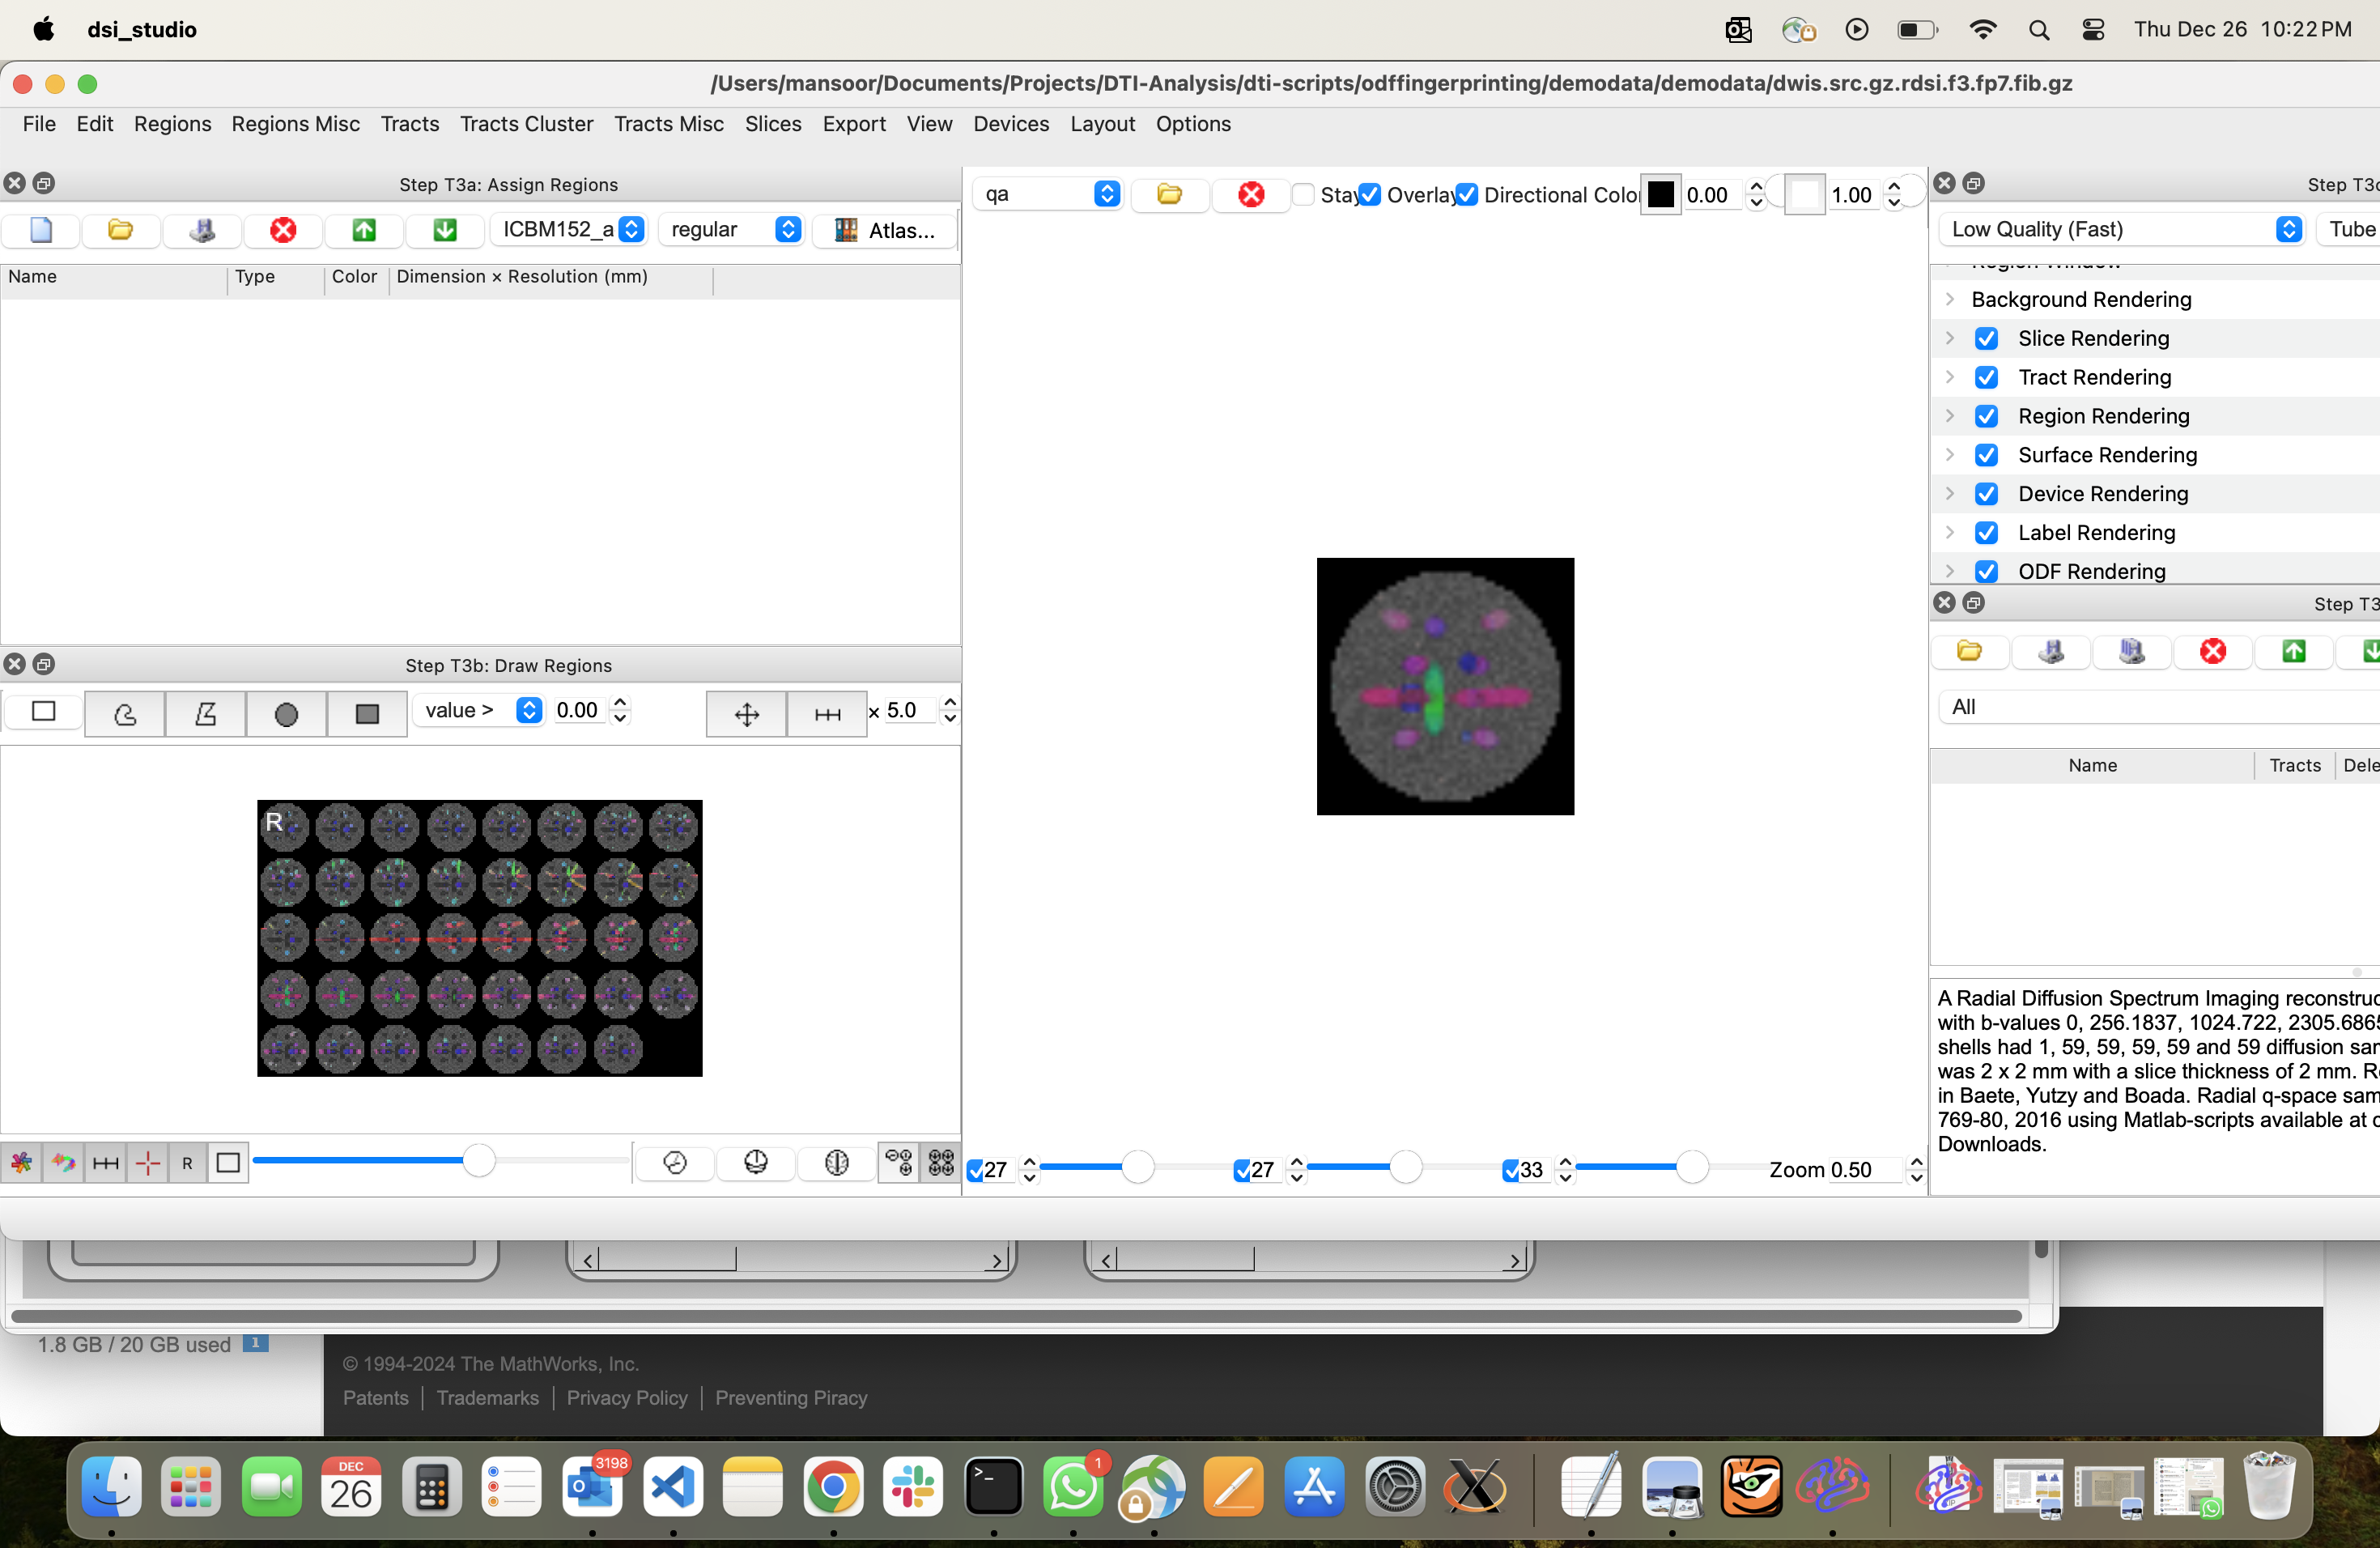 dsi_studio
Thu Dec 26 10:22 PM
/Users/mansoor/Documents/Projects/DTI-Analysis/dti-scripts/odffingerprinting/demodata/demodata/dwis.src.gz.rdsi.f3.fp7.fib.gz
File Edit Regions Regions Misc Tracts Tracts Cluster Tracts Misc Slices Export View Devices Layout Options
Step T3a: Assign Regions
ICBM152_a regular Atlas...
Name Type Color Dimension × Resolution (mm)
Step T3b: Draw Regions
value > 0.00 × 5.0
R
R
qa Stay Overlay Directional Color 0.00 1.00
27 27 33 Zoom 0.50
Step T3c
Low Quality (Fast) Tube
Region Window
Background Rendering
Slice Rendering
Tract Rendering
Region Rendering
Surface Rendering
Device Rendering
Label Rendering
ODF Rendering
Step T3
All
Name Tracts Dele
A Radial Diffusion Spectrum Imaging reconstruc
with b-values 0, 256.1837, 1024.722, 2305.6865
shells had 1, 59, 59, 59, 59 and 59 diffusion sam
was 2 x 2 mm with a slice thickness of 2 mm. R
in Baete, Yutzy and Boada. Radial q-space sam
769-80, 2016 using Matlab-scripts available at c
Downloads.
1.8 GB / 20 GB used 1
© 1994-2024 The MathWorks, Inc.
Patents | Trademarks | Privacy Policy | Preventing Piracy
DEC
26
3198
1